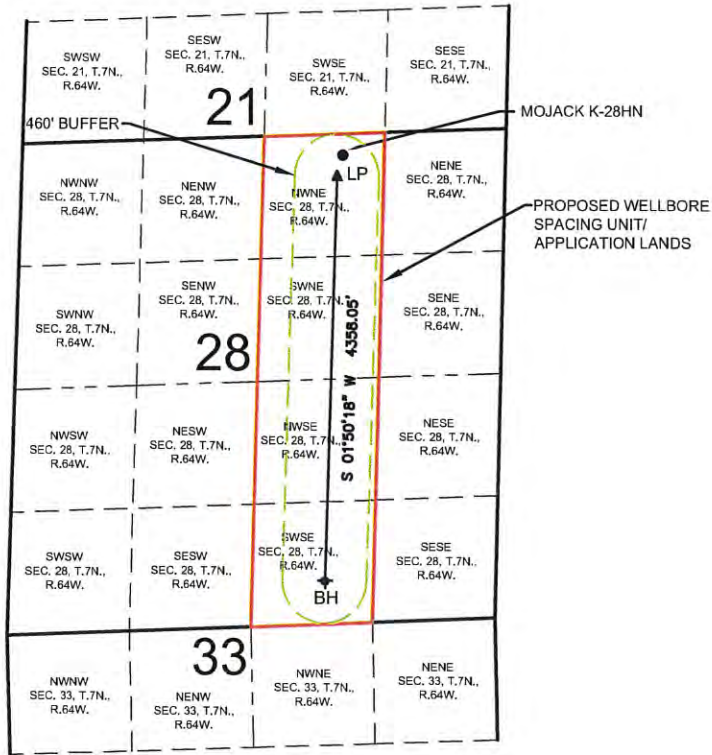 SWSW
SEC. 21, T.7N.,
R.64W.
SESW
SEC. 21, T.7N.,
R.64W.
SWSE
SEC. 21, T.7N.,
R.64W.
SESE
SEC. 21, T.7N.,
R.64W.
21
460' BUFFER
MOJACK K-28HN
LP
NWNW
SEC. 28, T.7N.,
R.64W.
NENW
SEC. 28, T.7N.,
R.64W.
NWNE
SEC. 28, T.7N.,
R.64W.
NENE
SEC. 28, T.7N.,
R.64W.
PROPOSED WELLBORE
SPACING UNIT/
APPLICATION LANDS
SWNW
SEC. 28, T.7N.,
R.64W.
SENW
SEC. 28, T.7N.,
R.64W.
SWNE
SEC. 28, T.7N.,
R.64W.
SENE
SEC. 28, T.7N.,
R.64W.
28
S 01°50'18" W 4358.05'
NWSW
SEC. 28, T.7N.,
R.64W.
NESW
SEC. 28, T.7N.,
R.64W.
NWSE
SEC. 28, T.7N.,
R.64W.
NESE
SEC. 28, T.7N.,
R.64W.
SWSW
SEC. 28, T.7N.,
R.64W.
SESW
SEC. 28, T.7N.,
R.64W.
SWSE
SEC. 28, T.7N.,
R.64W.
SESE
SEC. 28, T.7N.,
R.64W.
BH
33
NWNW
SEC. 33, T.7N.,
R.64W.
NENW
SEC. 33, T.7N.,
R.64W.
NWNE
SEC. 33, T.7N.,
R.64W.
NENE
SEC. 33, T.7N.,
R.64W.